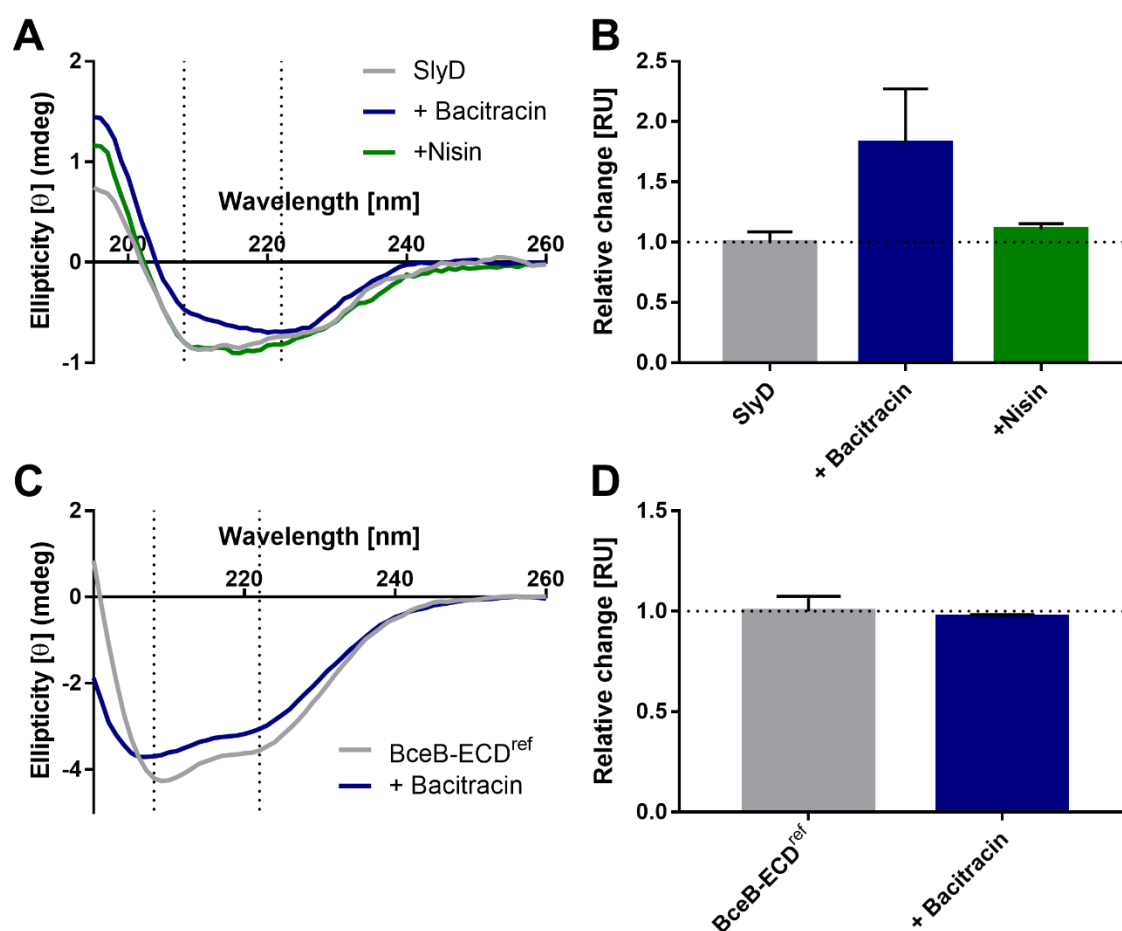 A
2
1
0
-1
Ellipticity [θ] (mdeg)
SlyD
+ Bacitracin
+Nisin
Wavelength [nm]
200
220
240
260
B
2.5
2.0
1.5
1.0
0.5
0.0
Relative change [RU]
SlyD
+ Bacitracin
+Nisin
C
2
0
-2
-4
Ellipticity [θ] (mdeg)
Wavelength [nm]
220
240
260
BceB-ECDref
+ Bacitracin
D
1.5
1.0
0.5
0.0
Relative change [RU]
BceB-ECDref
+ Bacitracin